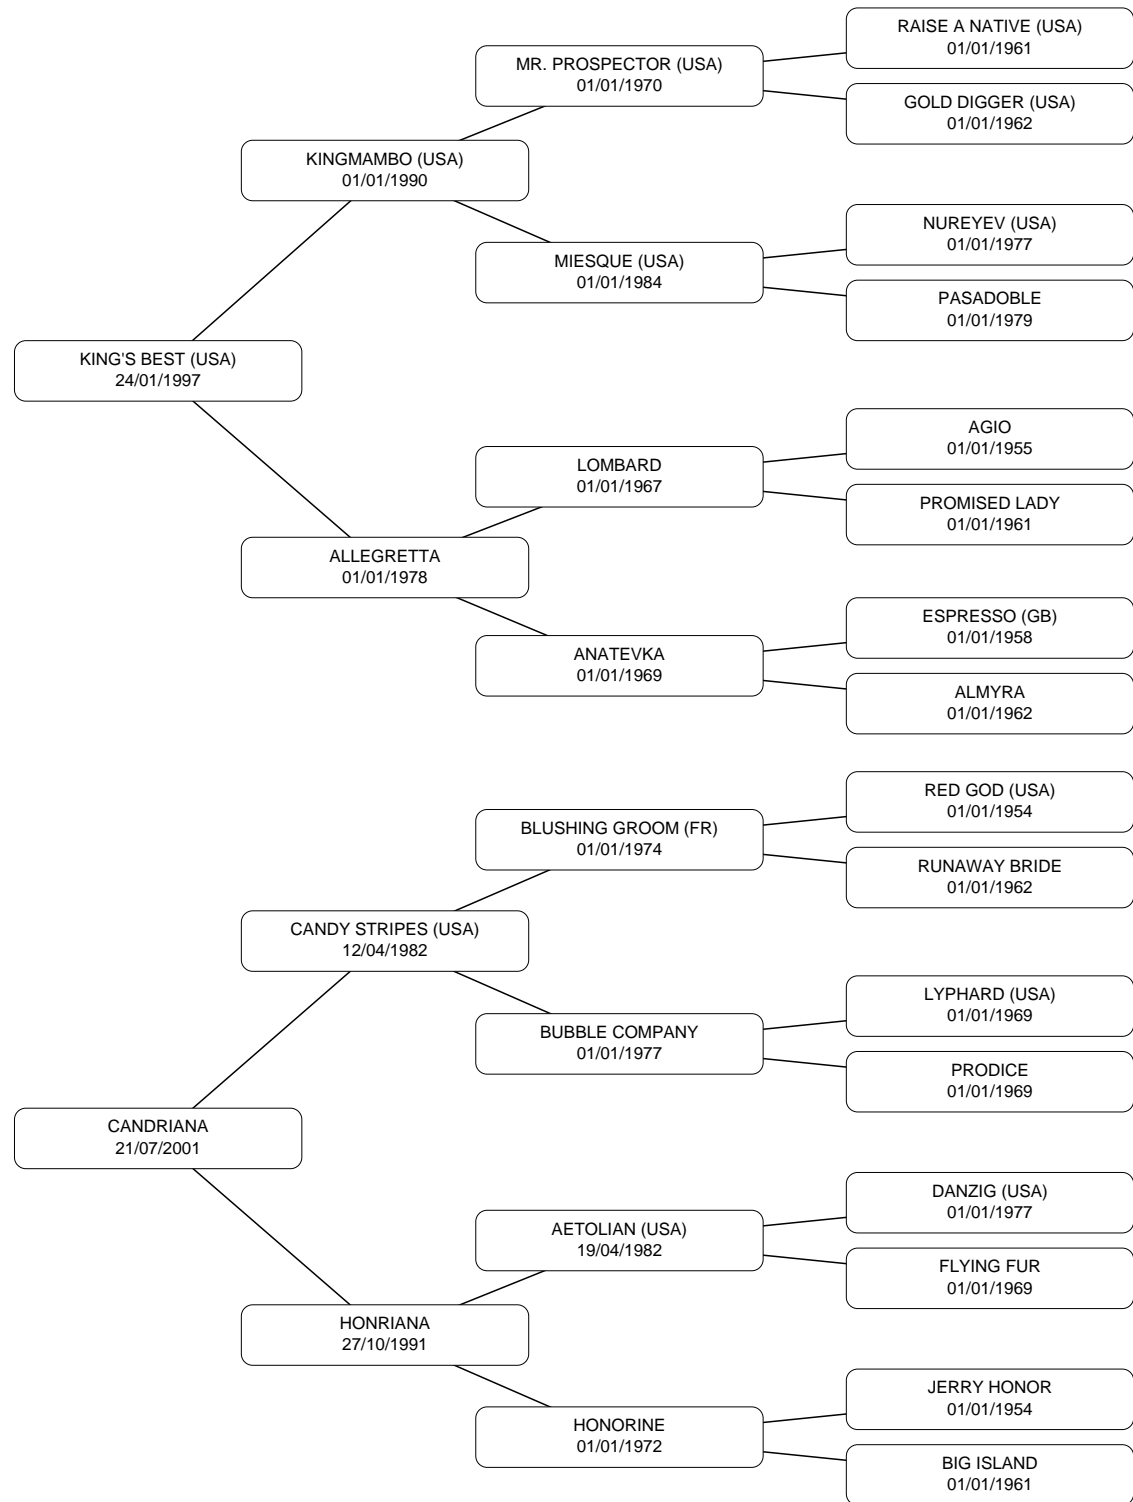 RAISE A NATIVE (USA)
01/01/1961
MR. PROSPECTOR (USA)
01/01/1970
GOLD DIGGER (USA)
01/01/1962
KINGMAMBO (USA)
01/01/1990
NUREYEV (USA)
01/01/1977
MIESQUE (USA)
01/01/1984
PASADOBLE
01/01/1979
KING'S BEST (USA)
24/01/1997
AGIO
01/01/1955
LOMBARD
01/01/1967
PROMISED LADY
01/01/1961
ALLEGRETTA
01/01/1978
ESPRESSO (GB)
01/01/1958
ANATEVKA
01/01/1969
ALMYRA
01/01/1962
RED GOD (USA)
01/01/1954
BLUSHING GROOM (FR)
01/01/1974
RUNAWAY BRIDE
01/01/1962
CANDY STRIPES (USA)
12/04/1982
LYPHARD (USA)
01/01/1969
BUBBLE COMPANY
01/01/1977
PRODICE
01/01/1969
CANDRIANA
21/07/2001
DANZIG (USA)
01/01/1977
AETOLIAN (USA)
19/04/1982
FLYING FUR
01/01/1969
HONRIANA
27/10/1991
JERRY HONOR
01/01/1954
HONORINE
01/01/1972
BIG ISLAND
01/01/1961